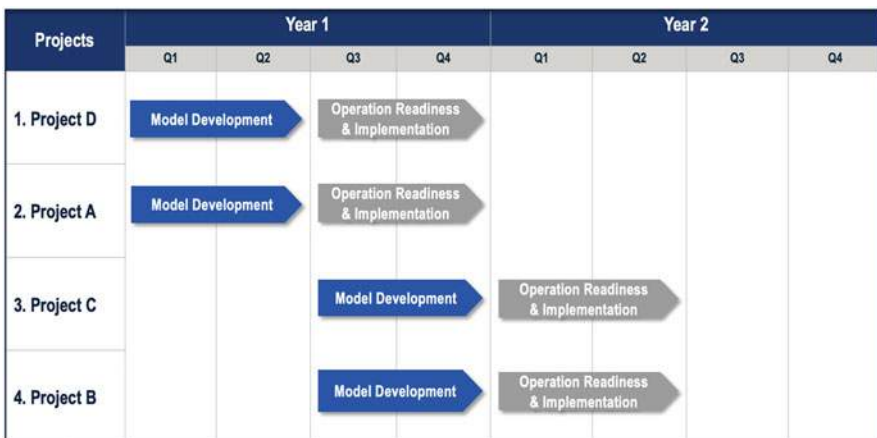 Projects
Year 1
Year 2
Q1
Q2
Q3
Q4
Q1
Q2
Q3
Q4
1. Project D
Model Development
Operation Readiness
& Implementation
2. Project A
Model Development
Operation Readiness
& Implementation
3. Project C
Model Development
Operation Readiness
& Implementation
4. Project B
Model Development
Operation Readiness
& Implementation